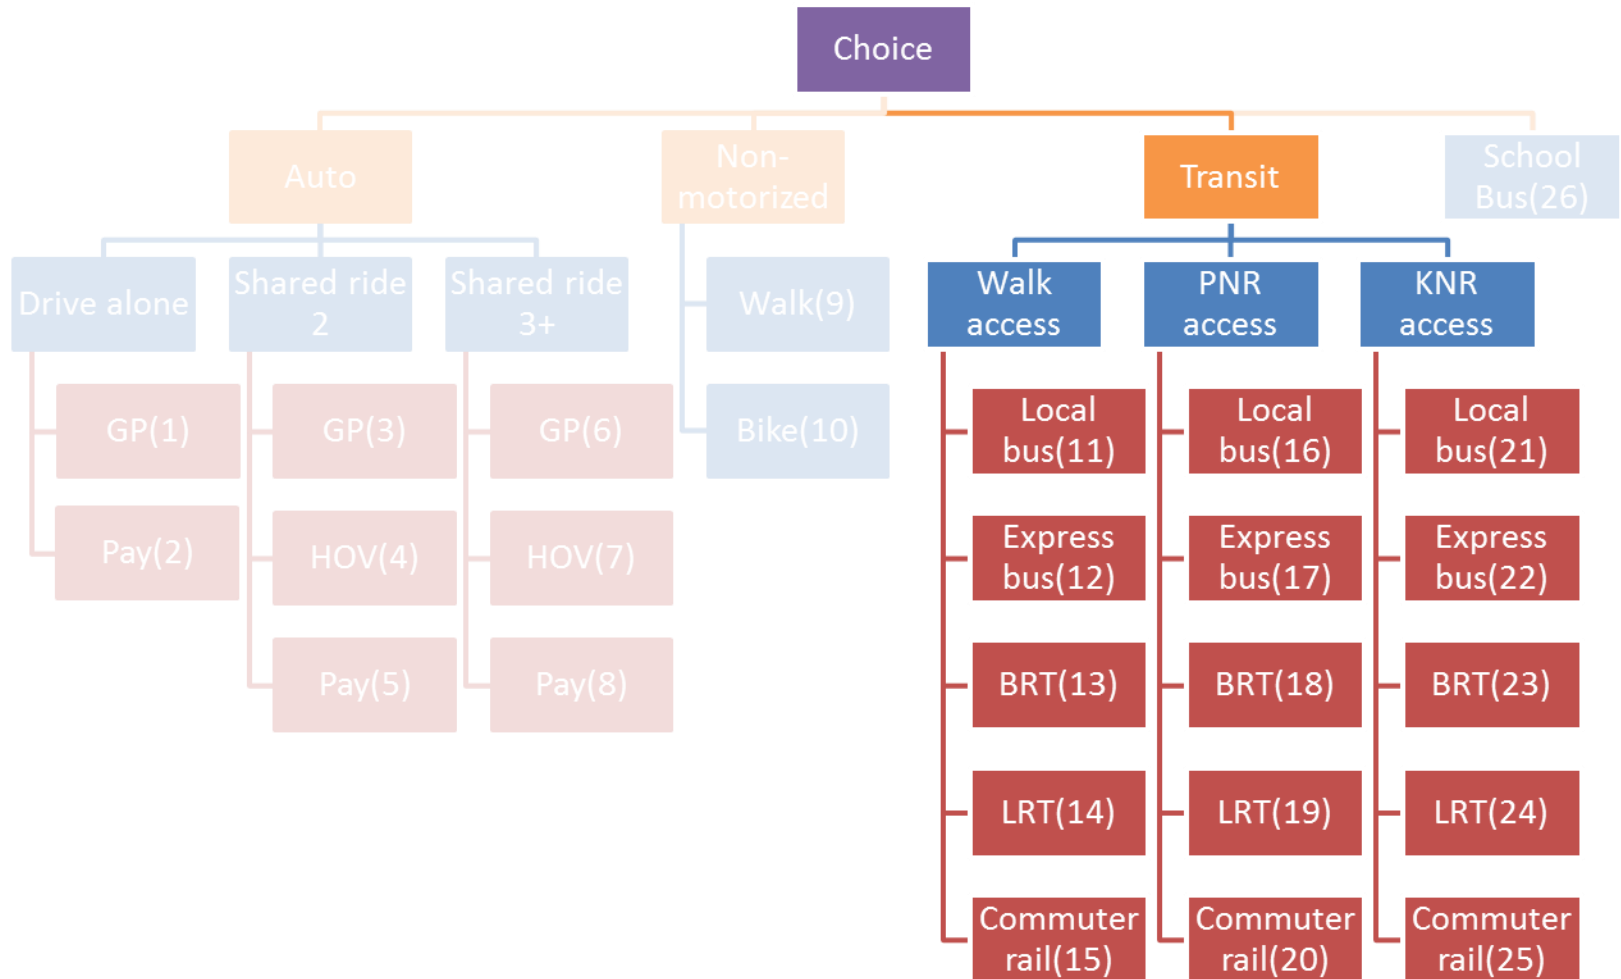 Choice
Auto
Non-
motorized
Transit
School
Bus(26)
Drive alone
Shared ride
2
Shared ride
3+
Walk(9)
Walk
access
PNR
access
KNR
access
GP(1)
GP(3)
GP(6)
Bike(10)
Local
bus(11)
Local
bus(16)
Local
bus(21)
Pay(2)
HOV(4)
HOV(7)
Express
bus(12)
Express
bus(17)
Express
bus(22)
Pay(5)
Pay(8)
BRT(13)
BRT(18)
BRT(23)
LRT(14)
LRT(19)
LRT(24)
Commuter
rail(15)
Commuter
rail(20)
Commuter
rail(25)